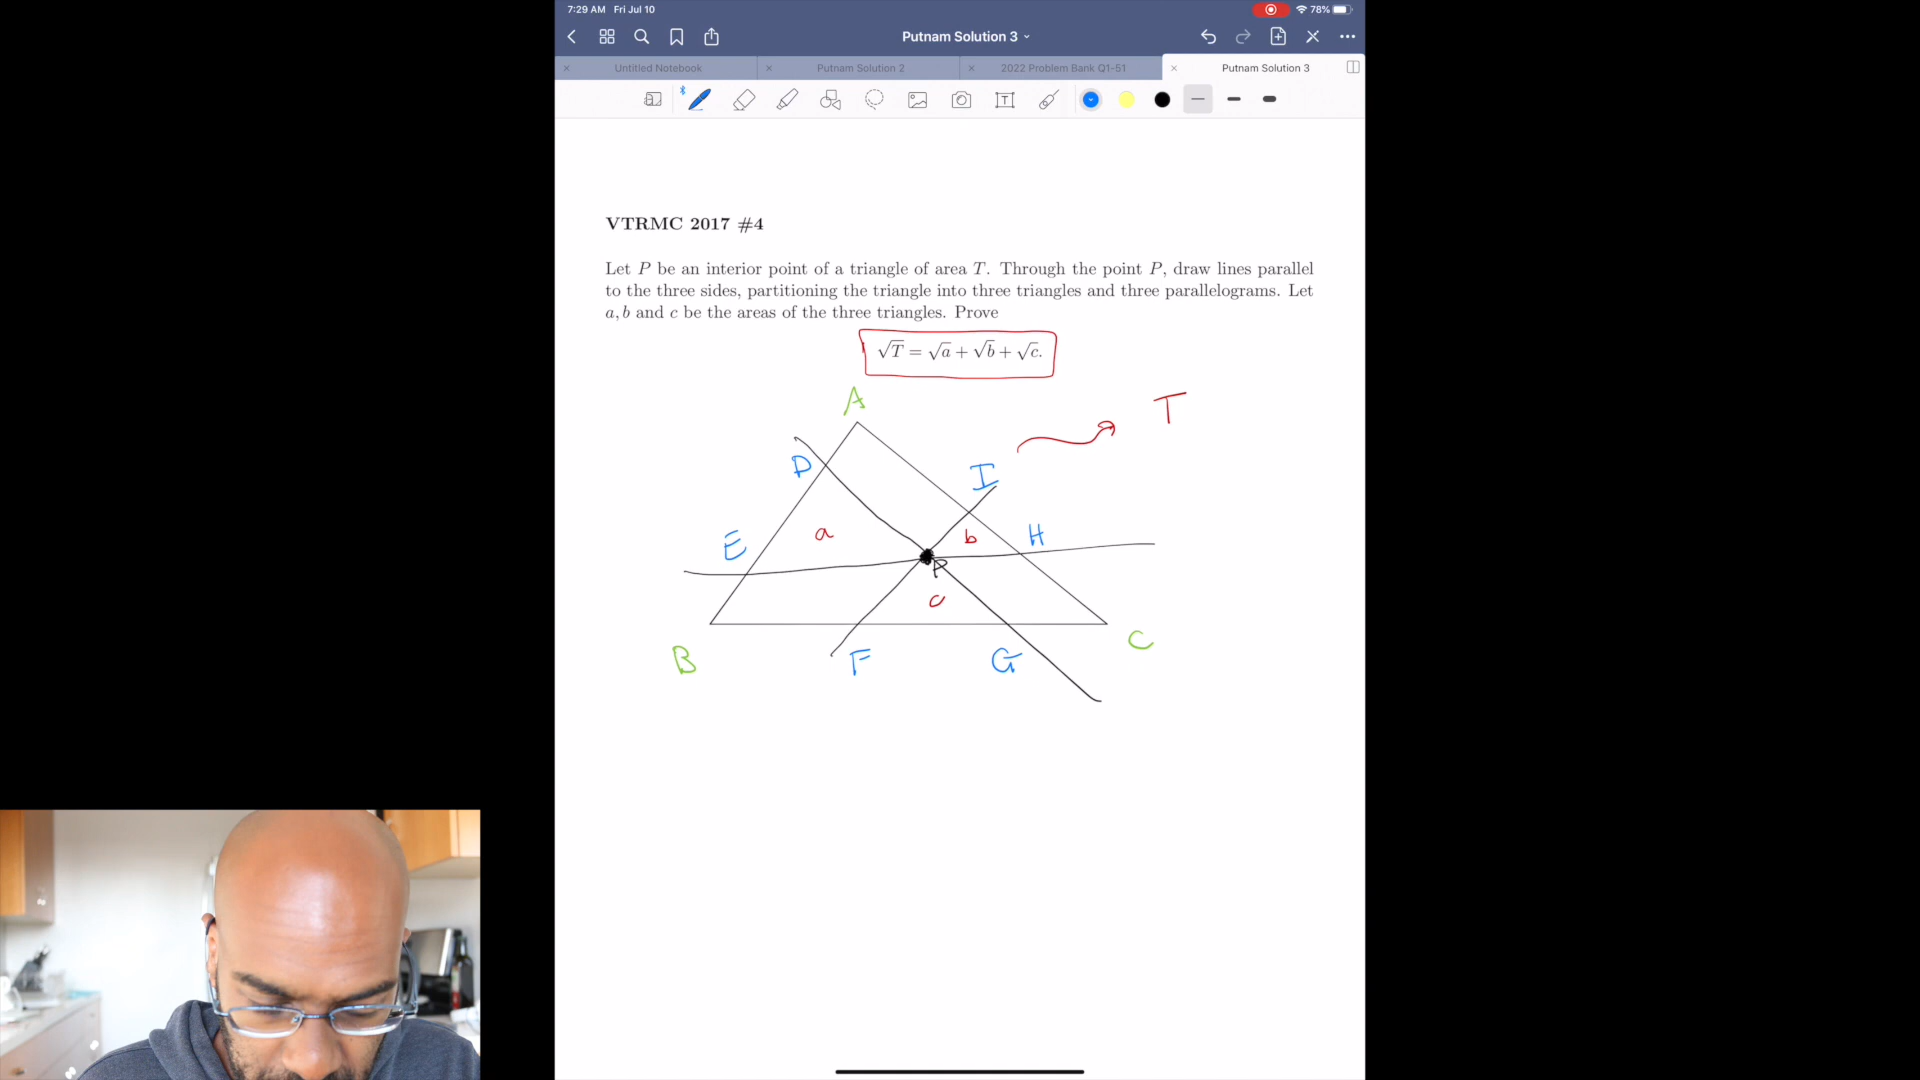 7:29 AM Fri Jul 10
78%
Putnam Solution 3
Untitled Notebook
Putnam Solution 2
2022 Problem Bank Q1-51
Putnam Solution 3
T
VTRMC 2017 #4
Let P be an interior point of a triangle of area T. Through the point P, draw lines parallel
to the three sides, partitioning the triangle into three triangles and three parallelograms. Let
a, b and c be the areas of the three triangles. Prove
√T = √a + √b + √c.
A
T
D
I
E
a
b
H
P
c
B
F
G
C